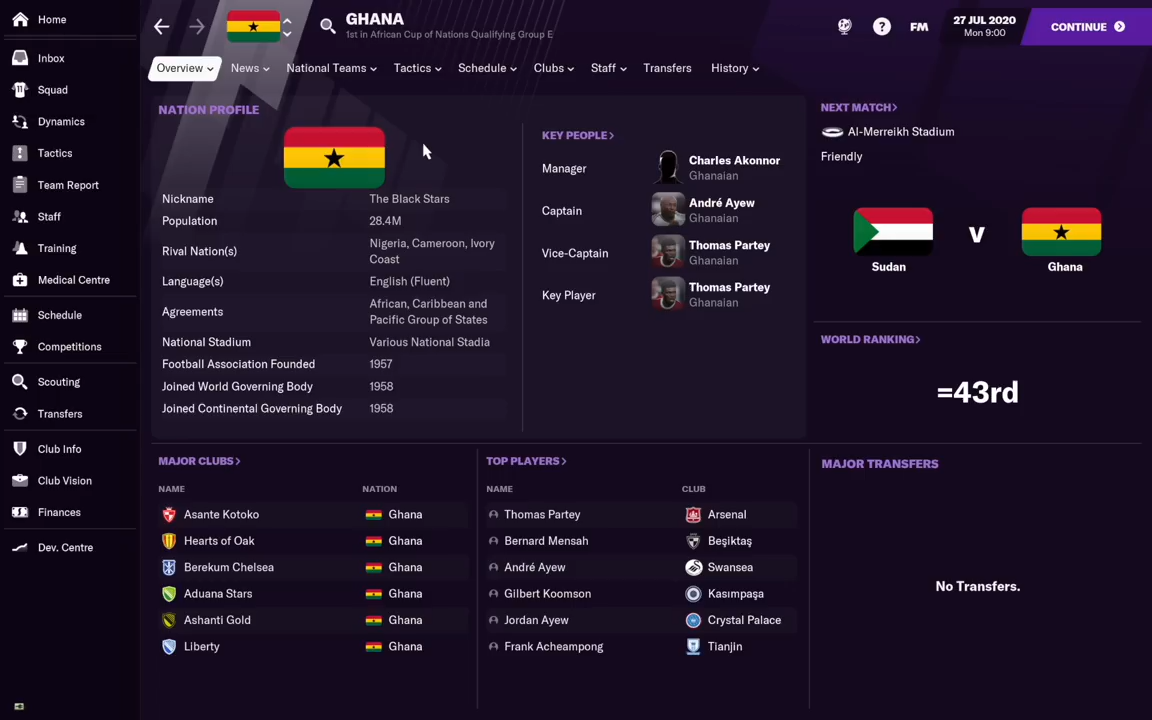 Home
Inbox
Squad
Dynamics
Tactics
Team Report
Staff
Training
Medical Centre
Schedule
Competitions
Scouting
Transfers
Club Info
Club Vision
Finances
Dev. Centre
GHANA
1st in African Cup of Nations Qualifying Group E
? FM
27 JUL 2020
Mon 9:00
CONTINUE
Overview News National Teams Tactics Schedule Clubs Staff Transfers History
NATION PROFILE
Nickname The Black Stars
Population 28.4M
Rival Nation(s) Nigeria, Cameroon, Ivory
Coast
Language(s) English (Fluent)
Agreements African, Caribbean and
Pacific Group of States
National Stadium Various National Stadia
Football Association Founded 1957
Joined World Governing Body 1958
Joined Continental Governing Body 1958
KEY PEOPLE>
Manager Charles Akonnor
Ghanaian
Captain André Ayew
Ghanaian
Vice-Captain Thomas Partey
Ghanaian
Key Player Thomas Partey
Ghanaian
NEXT MATCH>
Al-Merreikh Stadium
Friendly
V
Sudan Ghana
WORLD RANKING>
=43rd
MAJOR CLUBS>
NAME NATION
Asante Kotoko Ghana
Hearts of Oak Ghana
Berekum Chelsea Ghana
Aduana Stars Ghana
Ashanti Gold Ghana
Liberty Ghana
TOP PLAYERS>
NAME CLUB
Thomas Partey Arsenal
Bernard Mensah Beşiktaş
André Ayew Swansea
Gilbert Koomson Kasımpaşa
Jordan Ayew Crystal Palace
Frank Acheampong Tianjin
MAJOR TRANSFERS
No Transfers.